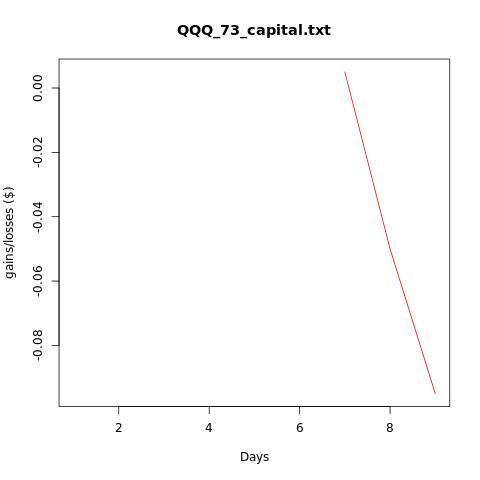 QQQ_73_capital.txt
gains/losses ($)
0.00
-0.02
-0.04
-0.06
-0.08
2 4 6 8
Days